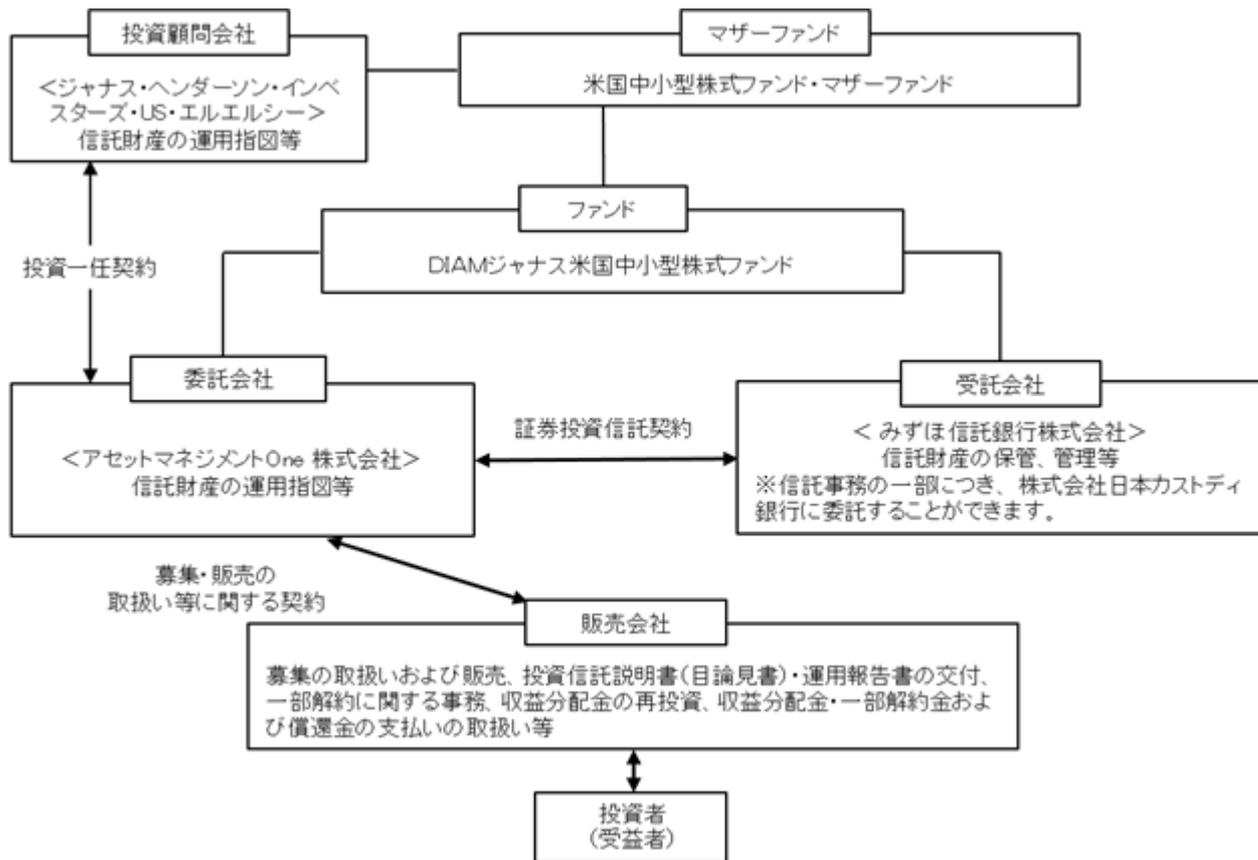 投資顧問会社
＜ジャナス・ヘンダーソン・インベ
スターズ・US・エルエルシー＞
信託財産の運用指図等
マザーファンド
米国中小型株式ファンド・マザーファンド
ファンド
DIAMジャナス米国中小型株式ファンド
投資一任契約
委託会社
＜アセットマネジメントOne 株式会社＞
信託財産の運用指図等
証券投資信託契約
受託会社
＜ みずほ信託銀行株式会社＞
信託財産の保管、管理等
※信託事務の一部につき、株式会社日本カストディ
銀行に委託することができます。
募集・販売の
取扱い等に関する契約
販売会社
募集の取扱いおよび販売、投資信託説明書（目論見書）・運用報告書の交付、
一部解約に関する事務、収益分配金の再投資、収益分配金・一部解約金およ
び償還金の支払いの取扱い等
投資者
（受益者）